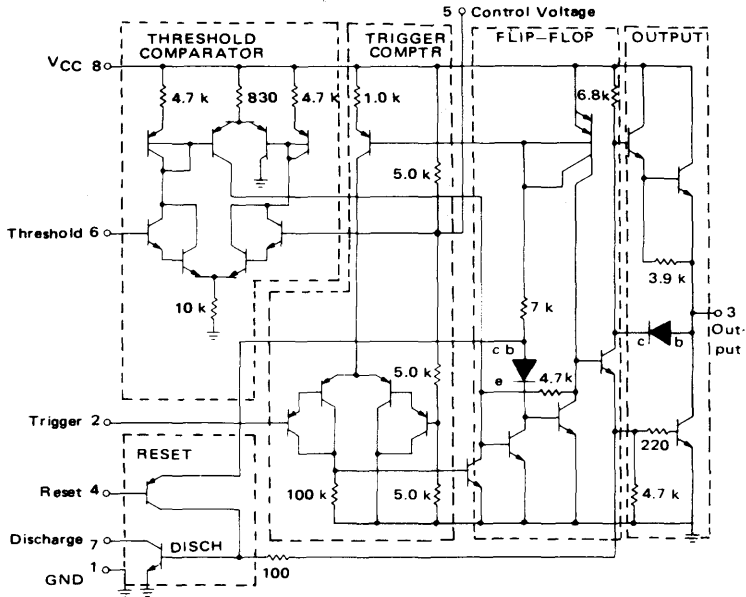 5 Control Voltage
THRESHOLD
COMPARATOR
TRIGGER
COMPTR
FLIP-FLOP
OUTPUT
VCC 8
4.7 k
830
4.7 k
1.0 k
6.8k
5.0 k
Threshold 6
3.9 k
10 k
7 k
3
Out-
put
c b
c
b
5.0 k
e
4.7k
Trigger 2
220
RESET
Reset 4
100 k
5.0 k
4.7 k
Discharge
7
DISCH
1
GND
100